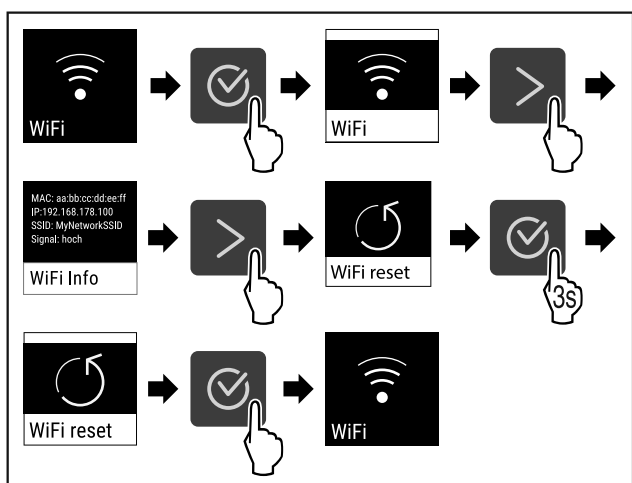 WiFi
WiFi
MAC: aa:bb:cc:dd:ee:ff
IP:192.168.178.100
SSID: MyNetworkSSID
Signal: hoch
WiFi Info
WiFi reset
3s
WiFi reset
WiFi